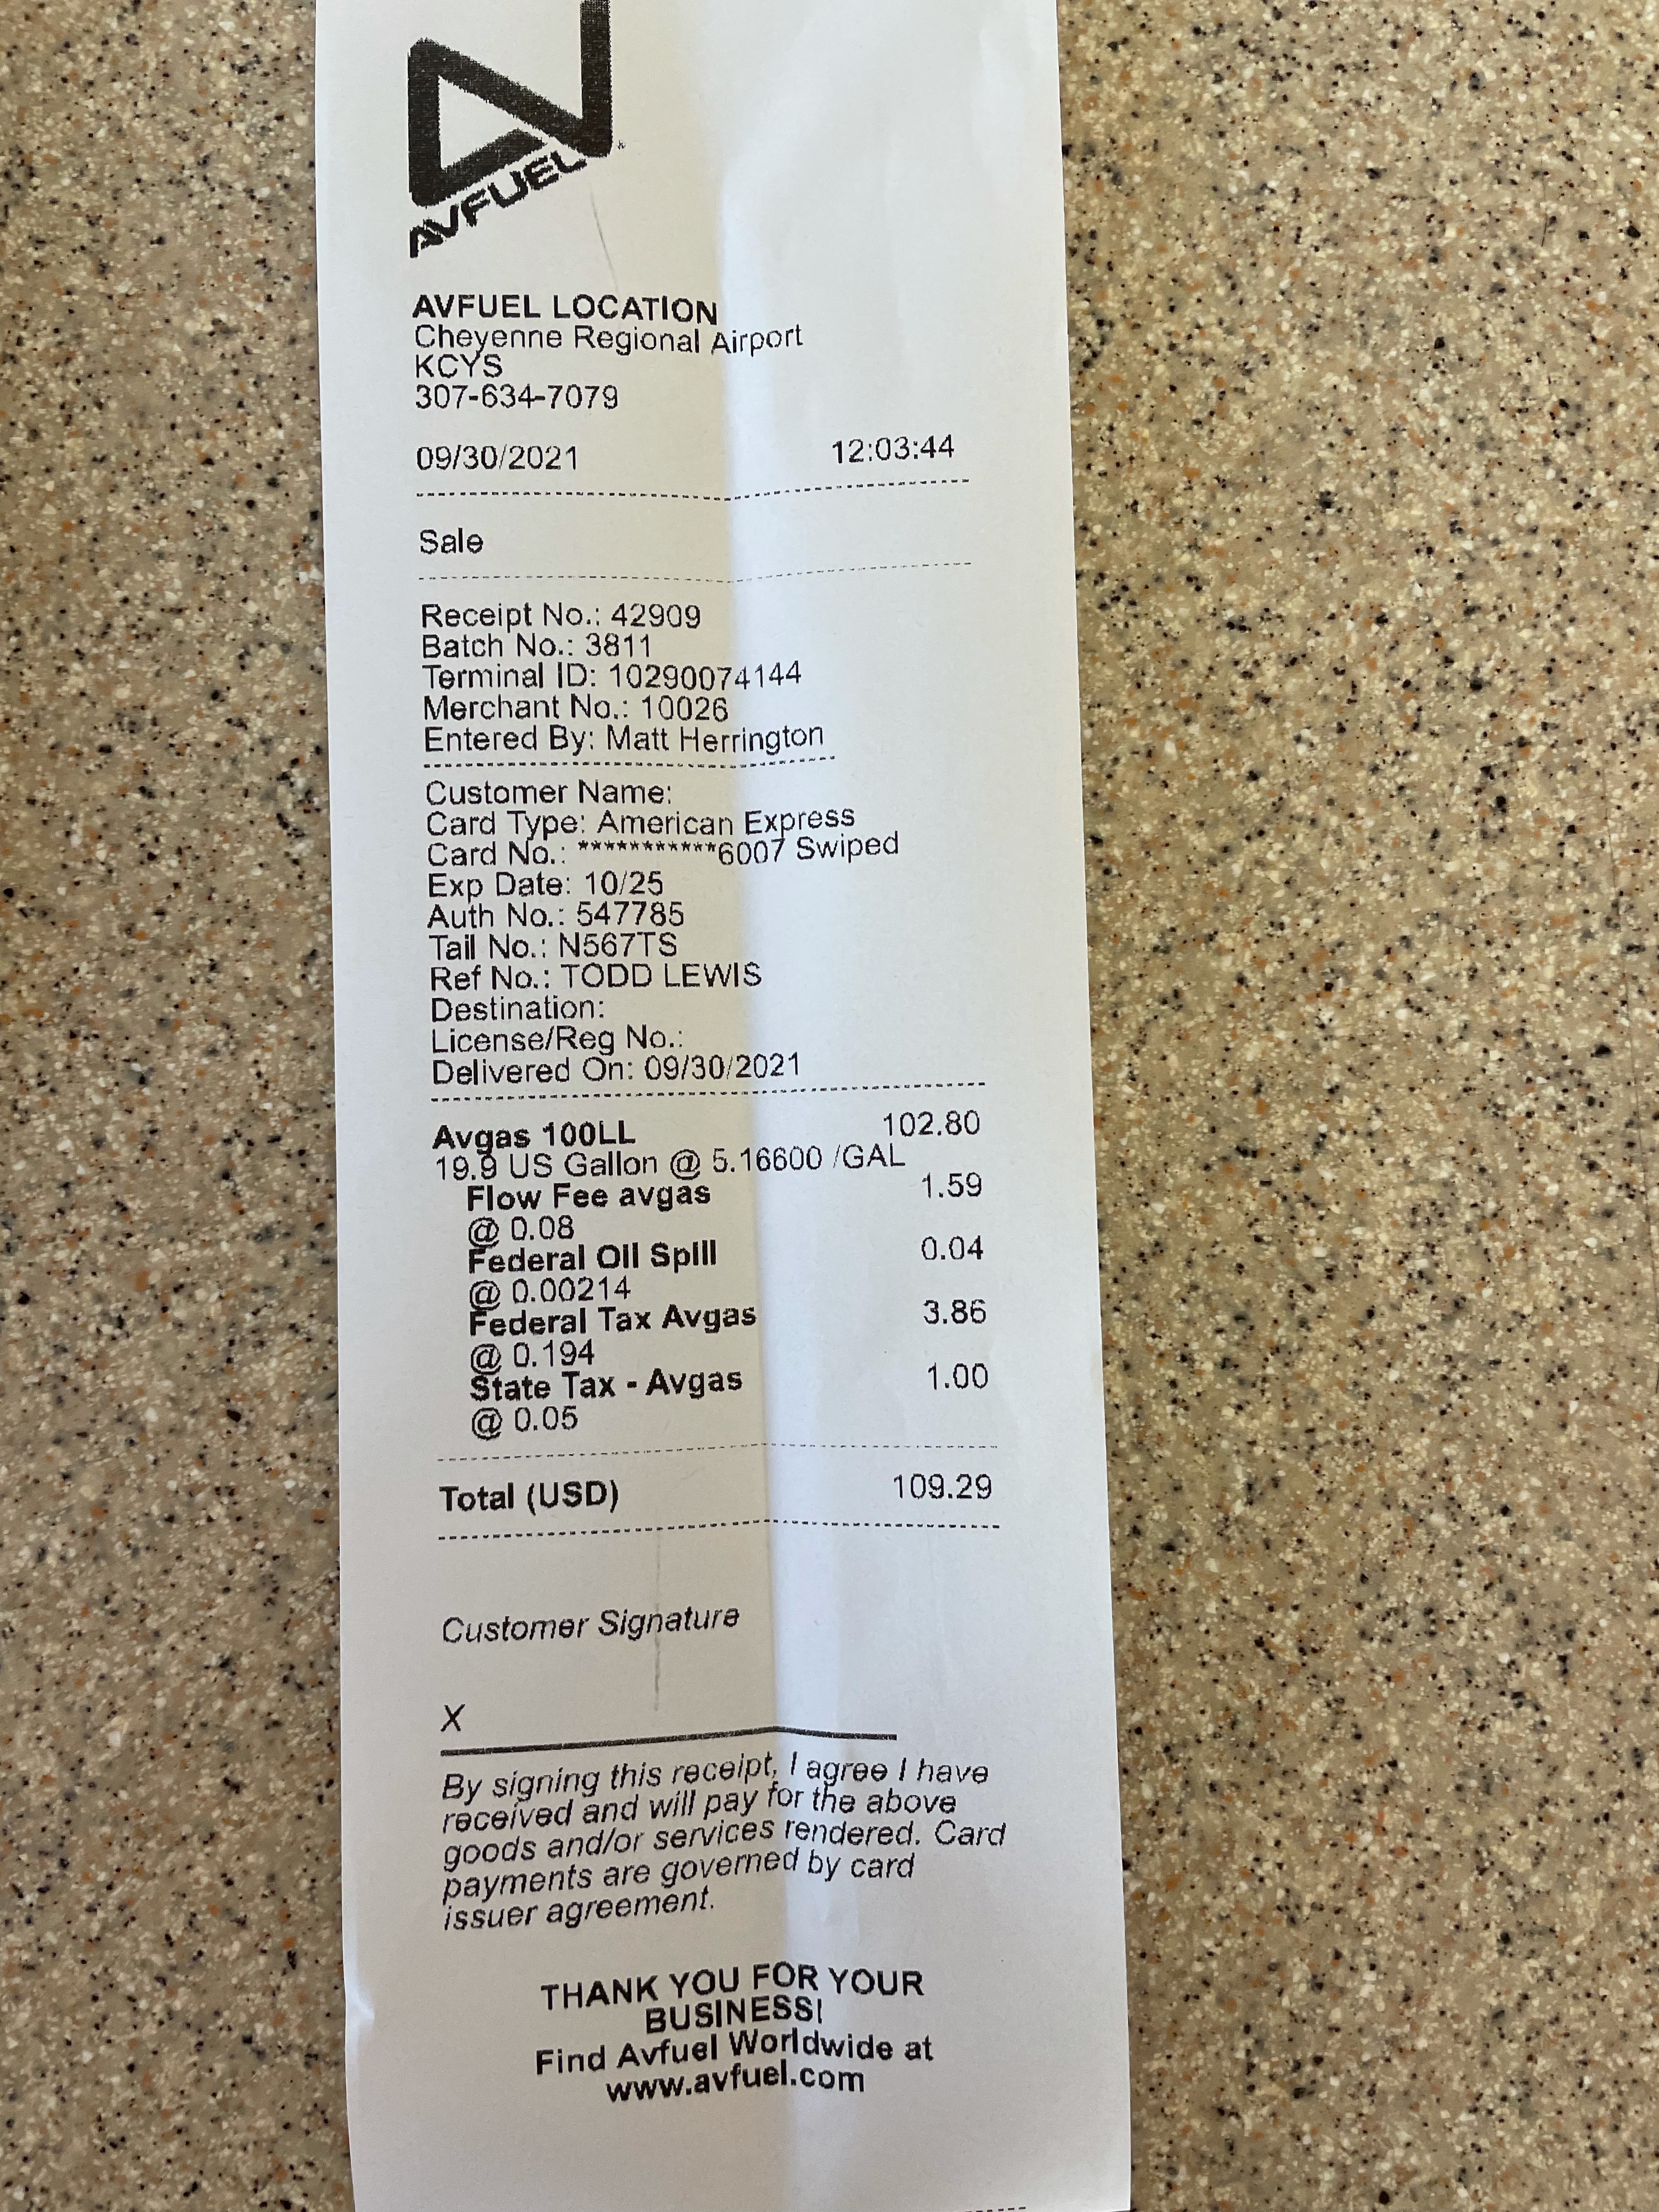 AVFUEL
AVFUEL LOCATION
Cheyenne Regional Airport
KCYS
307-634-7079
09/30/2021 12:03:44
Sale
Receipt No.: 42909
Batch No.: 3811
Terminal ID: 10290074144
Merchant No.: 10026
Entered By: Matt Herrington
Customer Name:
Card Type: American Express
Card No.: ***********6007 Swiped
Exp Date: 10/25
Auth No.: 547785
Tail No.: N567TS
Ref No.: TODD LEWIS
Destination:
License/Reg No.:
Delivered On: 09/30/2021
Avgas 100LL 102.80
19.9 US Gallon @ 5.16600 /GAL
Flow Fee avgas 1.59
@ 0.08
Federal Oil Spill 0.04
@ 0.00214
Federal Tax Avgas 3.86
@ 0.194
State Tax - Avgas 1.00
@ 0.05
Total (USD) 109.29
Customer Signature
X
By signing this receipt, I agree I have
received and will pay for the above
goods and/or services rendered. Card
payments are governed by card
issuer agreement.
THANK YOU FOR YOUR
BUSINESS!
Find Avfuel Worldwide at
www.avfuel.com